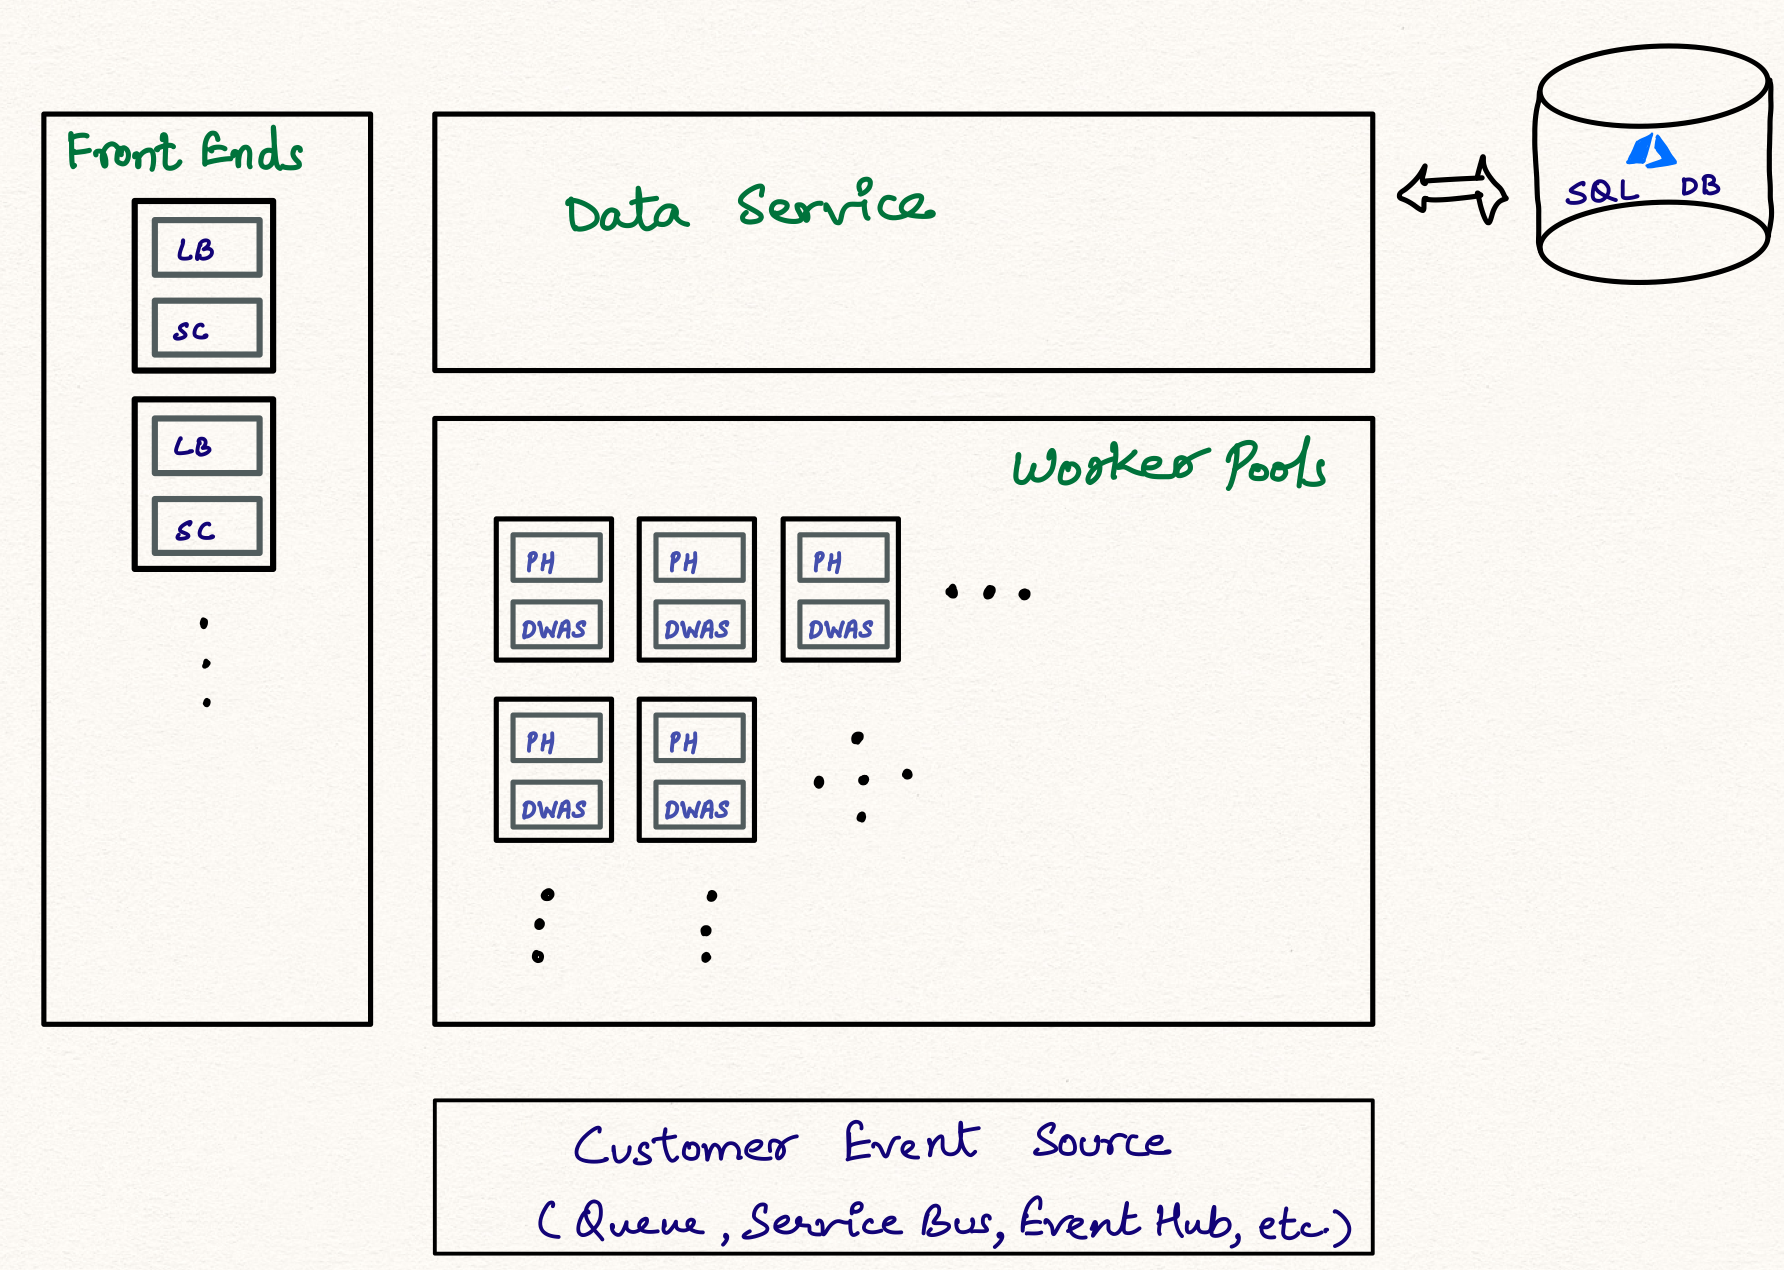 Front Ends
LB
SC
LB
SC
Data Service
SQL DB
Worker Pools
PH PH PH
DWAS DWAS DWAS
PH PH
DWAS DWAS
Customer Event Source
(Queue, Service Bus, Event Hub, etc.)